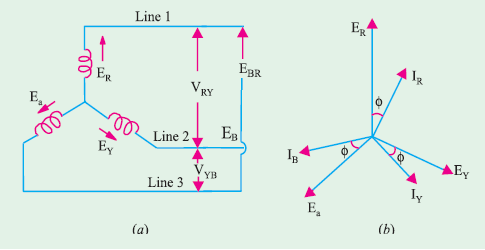 Line 1
E_R
E_BR
V_RY
E_a
E_Y
Line 2
E_B
V_YB
Line 3
(a)
E_R
I_R
ϕ
I_B
ϕ
ϕ
E_Y
I_Y
E_a
(b)